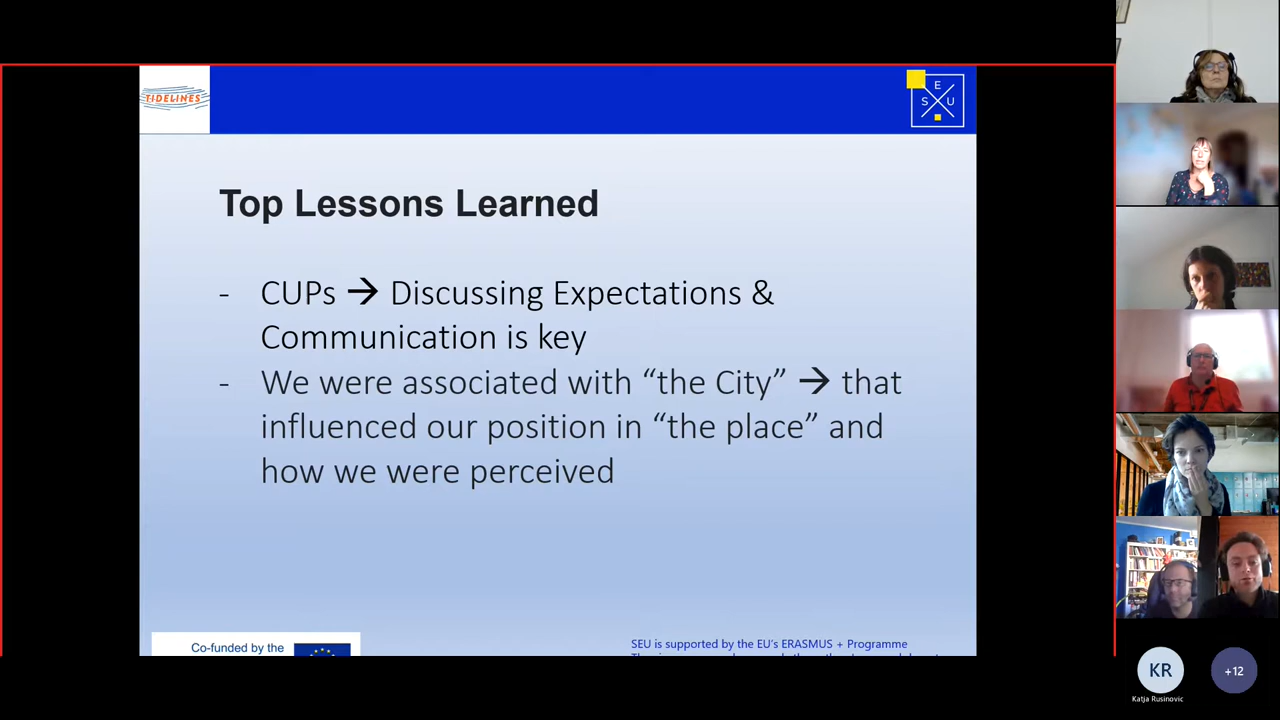 TIDELINES
E
S U
Top Lessons Learned
- CUPs → Discussing Expectations &
Communication is key
- We were associated with “the City” → that
influenced our position in “the place” and
how we were perceived
Co-funded by the
SEU is supported by the EU’s ERASMUS + Programme
KR
+12
Katja Rusinovic